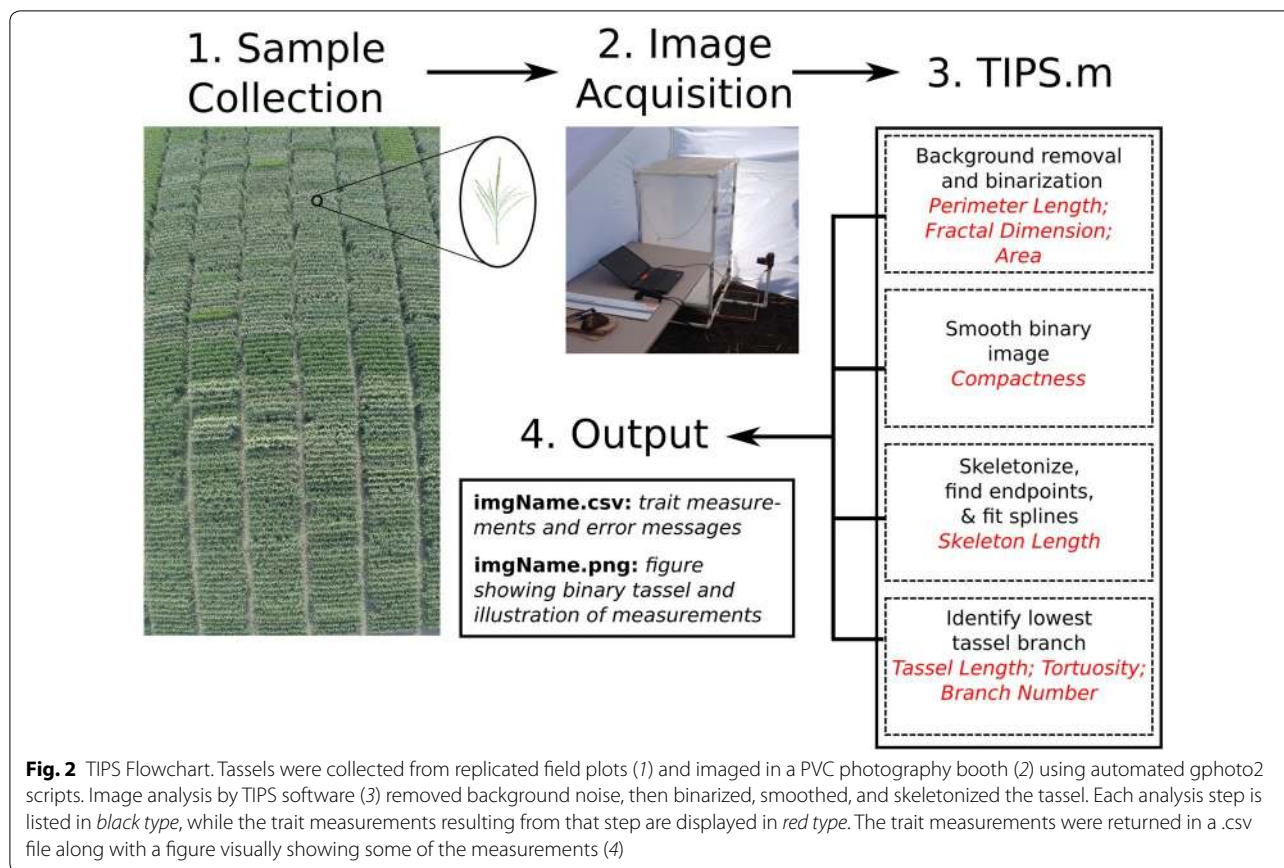 1. Sample
Collection
2. Image
Acquisition
3. TIPS.m
Background removal
and binarization
Perimeter Length;
Fractal Dimension;
Area
Smooth binary
image
Compactness
Skeletonize,
find endpoints,
& fit splines
Skeleton Length
Identify lowest
tassel branch
Tassel Length; Tortuosity;
Branch Number
4. Output
imgName.csv: trait measure-
ments and error messages
imgName.png: figure
showing binary tassel and
illustration of measurements
Fig. 2 TIPS Flowchart. Tassels were collected from replicated field plots (1) and imaged in a PVC photography booth (2) using automated gphoto2
scripts. Image analysis by TIPS software (3) removed background noise, then binarized, smoothed, and skeletonized the tassel. Each analysis step is
listed in black type, while the trait measurements resulting from that step are displayed in red type. The trait measurements were returned in a .csv
file along with a figure visually showing some of the measurements (4)